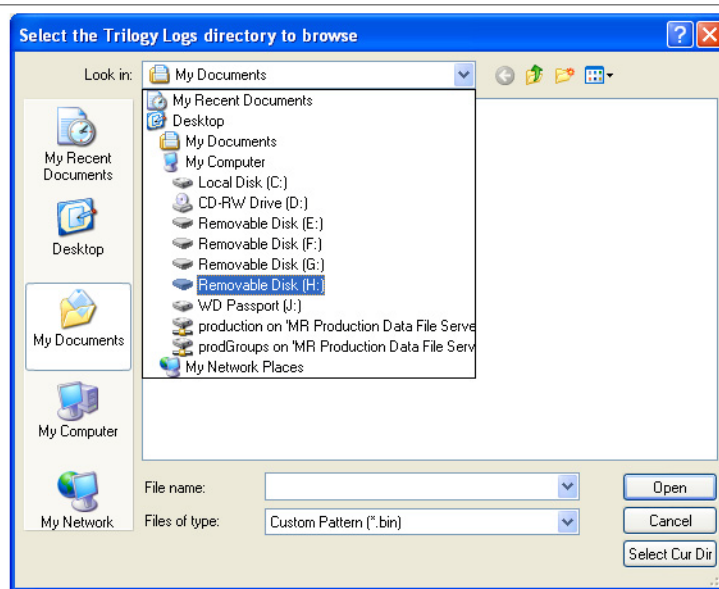 Select the Trilogy Logs directory to browse
Look in:
My Documents
My Recent Documents
Desktop
My Documents
My Computer
Local Disk (C:)
CD-RW Drive (D:)
Removable Disk (E:)
Removable Disk (F:)
Removable Disk (G:)
Removable Disk (H:)
WD Passport (J:)
production on 'MR Production Data File Serve
prodGroups on 'MR Production Data File Serv
My Network Places
My Recent
Documents
Desktop
My Documents
My Computer
My Network
File name:
Open
Files of type:
Custom Pattern (*.bin)
Cancel
Select Cur Dir